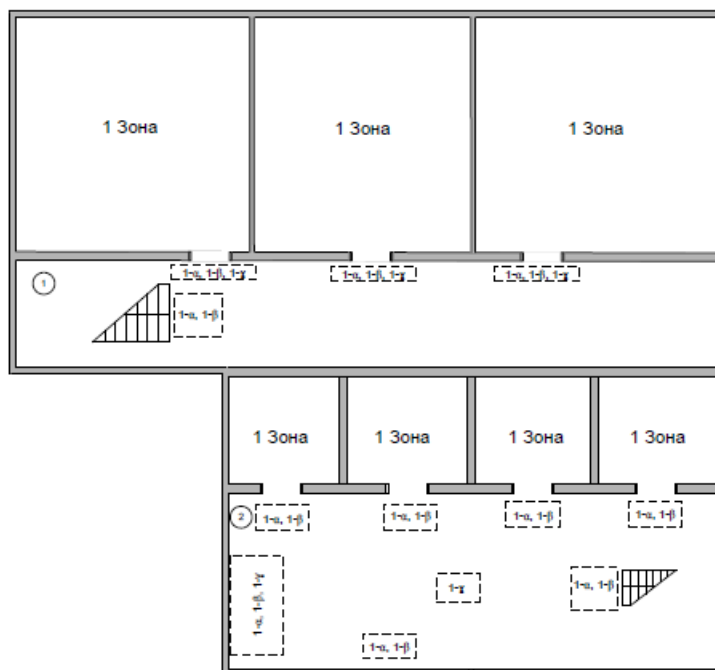 1 Зона
1 Зона
1 Зона
1-α, 1-β, 1-ɣ
1-α, 1-β, 1-ɣ
1-α, 1-β, 1-ɣ
1
1-α, 1-β
1 Зона
1 Зона
1 Зона
1 Зона
2
1-α, 1-β
1-α, 1-β
1-α, 1-β
1-α, 1-β
1-α, 1-β, 1-ɣ
1-ɣ
1-α, 1-β
1-α, 1-β